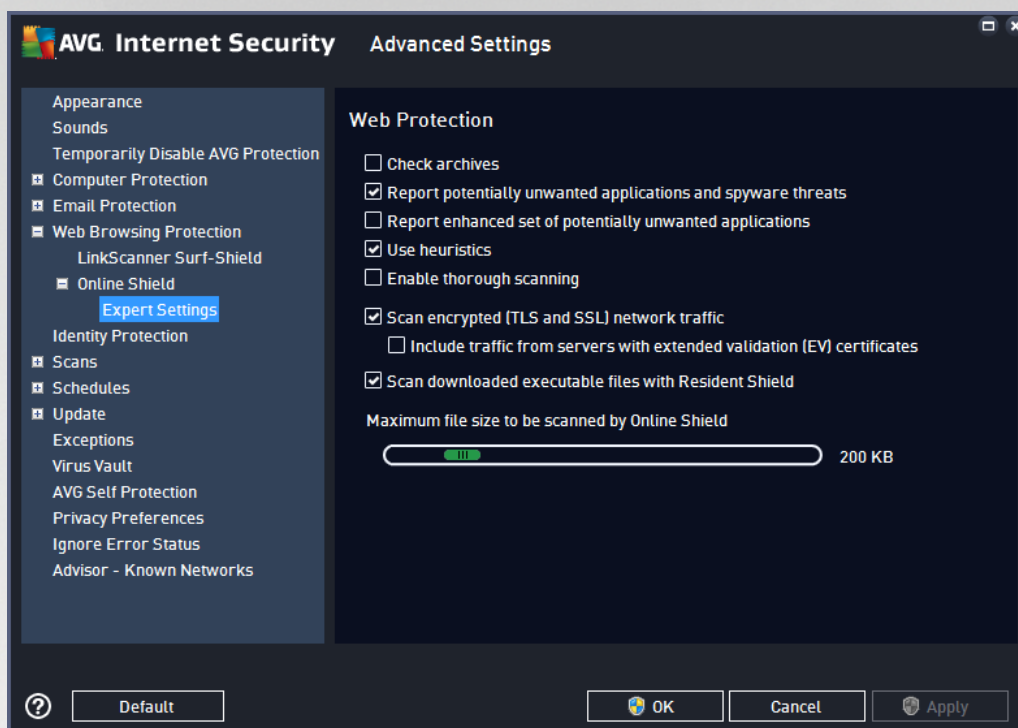 AVG. Internet Security Advanced Settings
Appearance
Sounds
Temporarily Disable AVG Protection
Computer Protection
Email Protection
Web Browsing Protection
LinkScanner Surf-Shield
Online Shield
Expert Settings
Identity Protection
Scans
Schedules
Update
Exceptions
Virus Vault
AVG Self Protection
Privacy Preferences
Ignore Error Status
Advisor - Known Networks
Web Protection
Check archives
Report potentially unwanted applications and spyware threats
Report enhanced set of potentially unwanted applications
Use heuristics
Enable thorough scanning
Scan encrypted (TLS and SSL) network traffic
Include traffic from servers with extended validation (EV) certificates
Scan downloaded executable files with Resident Shield
Maximum file size to be scanned by Online Shield
200 KB
? Default OK Cancel Apply